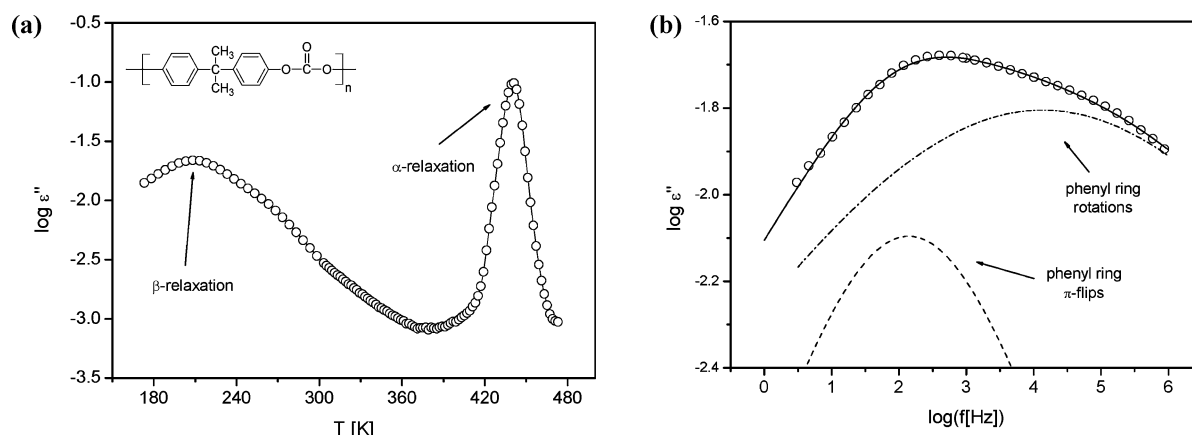 (a)
-0.5
-1.0
-1.5
-2.0
-2.5
-3.0
-3.5
log ε"
180 240 300 360 420 480
T [K]
CH₃
C
CH₃
O
O C O
n
α-relaxation
β-relaxation
(b)
-1.6
-1.8
-2.0
-2.2
-2.4
log ε"
0 1 2 3 4 5 6
log(f[Hz])
phenyl ring
rotations
phenyl ring
π-flips